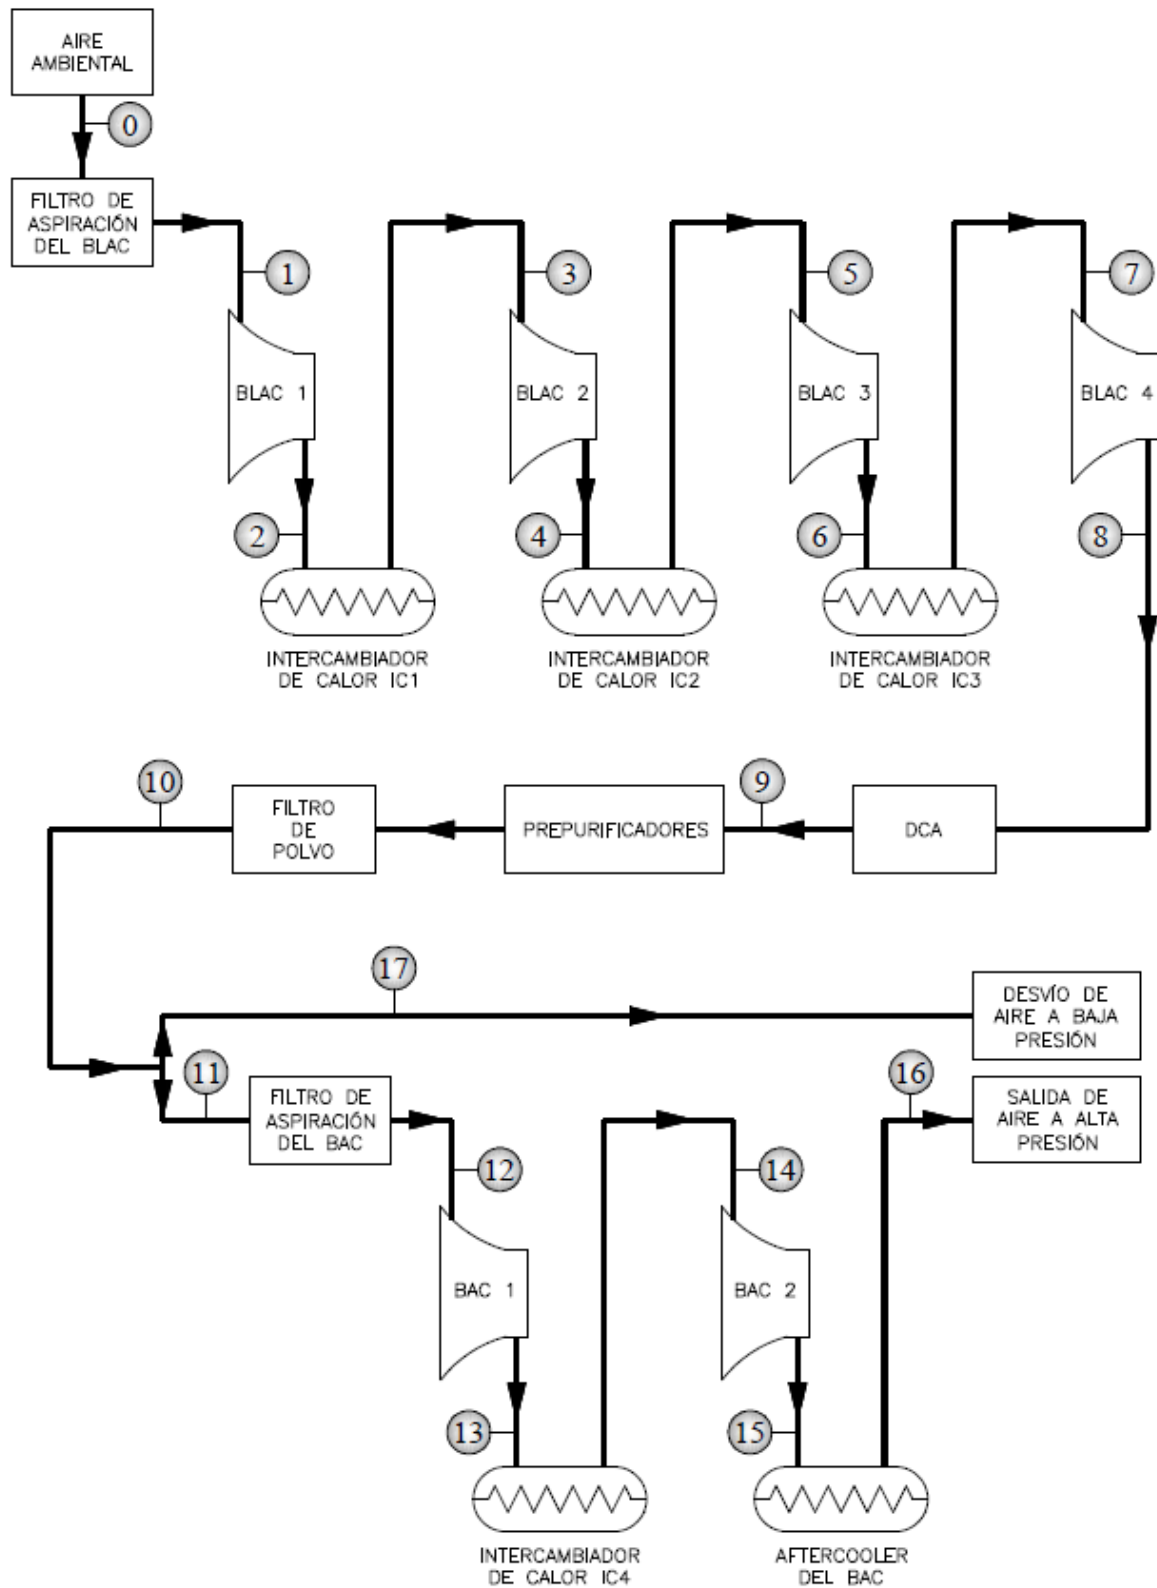 AIRE
AMBIENTAL
0
FILTRO DE
ASPIRACIÓN
DEL BLAC
1
3
5
7
BLAC 1
BLAC 2
BLAC 3
BLAC 4
2
4
6
8
INTERCAMBIADOR
DE CALOR IC1
INTERCAMBIADOR
DE CALOR IC2
INTERCAMBIADOR
DE CALOR IC3
10
FILTRO
DE
POLVO
PREPURIFICADORES
9
DCA
17
DESVÍO DE
AIRE A BAJA
PRESIÓN
11
FILTRO DE
ASPIRACIÓN
DEL BAC
16
SALIDA DE
AIRE A ALTA
PRESIÓN
12
14
BAC 1
BAC 2
13
15
INTERCAMBIADOR
DE CALOR IC4
AFTERCOOLER
DEL BAC